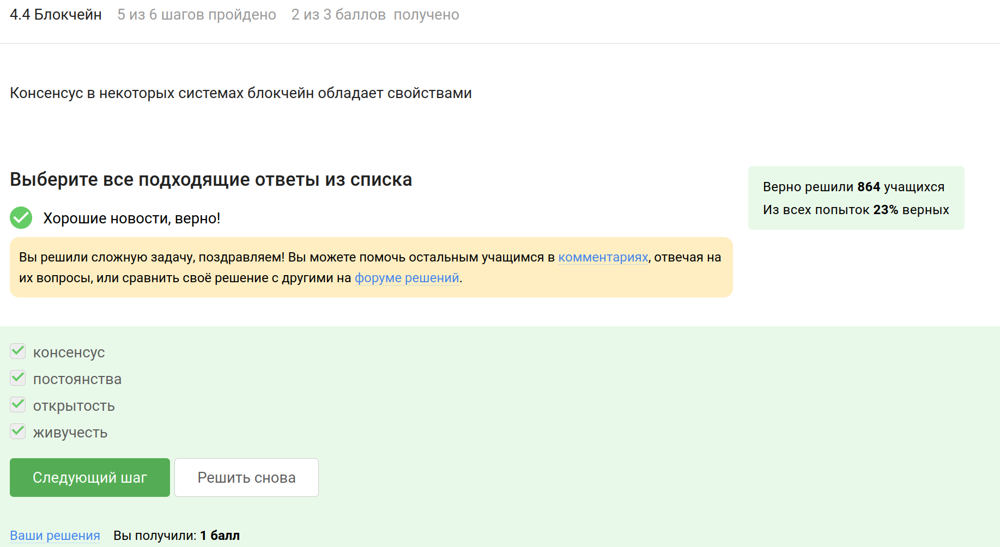 4.4 Блокчейн 5 из 6 шагов пройдено 2 из 3 баллов получено
Консенсус в некоторых системах блокчейн обладает свойствами
Выберите все подходящие ответы из списка
Хорошие новости, верно!
Верно решили 864 учащихся
Из всех попыток 23% верных
Вы решили сложную задачу, поздравляем! Вы можете помочь остальным учащимся в комментариях, отвечая на
их вопросы, или сравнить своё решение с другими на форуме решений.
консенсус
постоянства
открытость
живучесть
Следующий шаг Решить снова
Ваши решения Вы получили: 1 балл